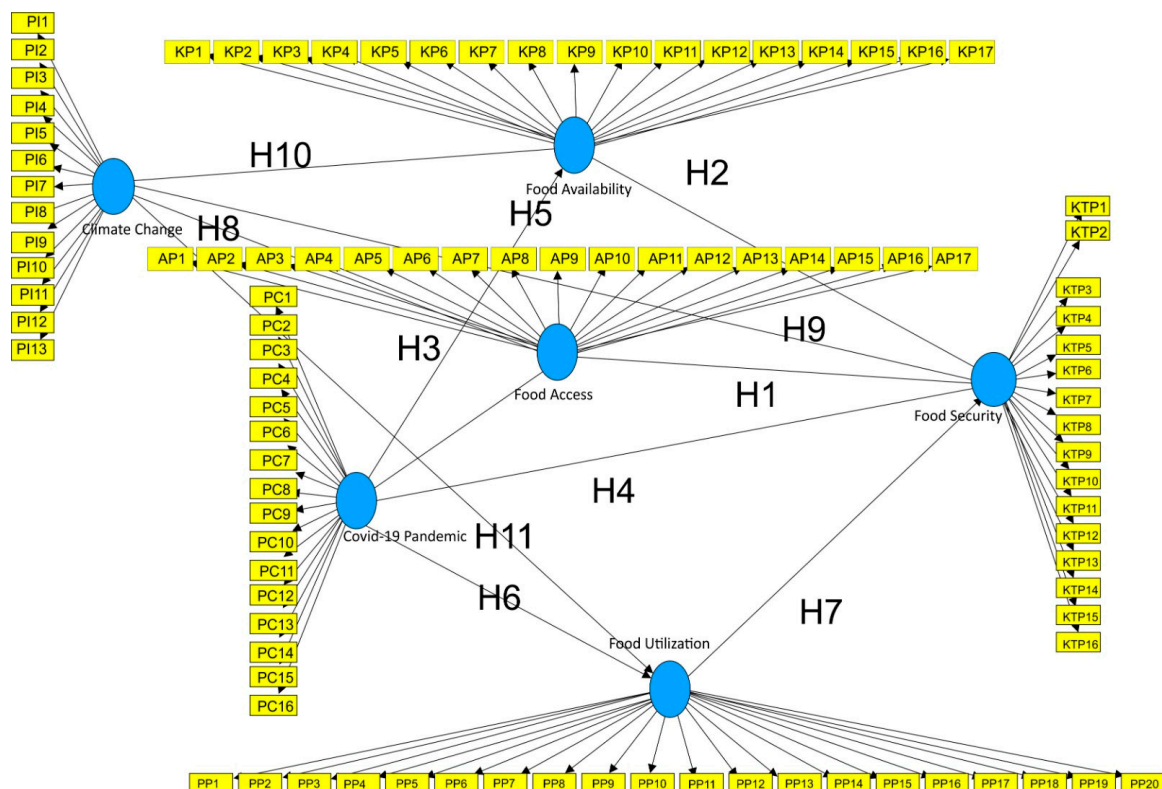 PI1
PI2
PI3
PI4
PI5
PI6
PI7
PI8
PI9
PI10
PI11
PI12
PI13
KP1 KP2 KP3 KP4 KP5 KP6 KP7 KP8 KP9 KP10 KP11 KP12 KP13 KP14 KP15 KP16 KP17
H10
H2
Food Availability
Climate Change
H8
H5
AP1 AP2 AP3 AP4 AP5 AP6 AP7 AP8 AP9 AP10 AP11 AP12 AP13 AP14 AP15 AP16 AP17
KTP1
KTP2
KTP3
KTP4
KTP5
KTP6
KTP7
KTP8
KTP9
KTP10
KTP11
KTP12
KTP13
KTP14
KTP15
KTP16
PC1
PC2
PC3
PC4
PC5
PC6
PC7
PC8
PC9
PC10
PC11
PC12
PC13
PC14
PC15
PC16
H3
H9
Food Access
H1
Food Security
H4
Covid-19 Pandemic
H11
H6
H7
Food Utilization
PP1 PP2 PP3 PP4 PP5 PP6 PP7 PP8 PP9 PP10 PP11 PP12 PP13 PP14 PP15 PP16 PP17 PP18 PP19 PP20